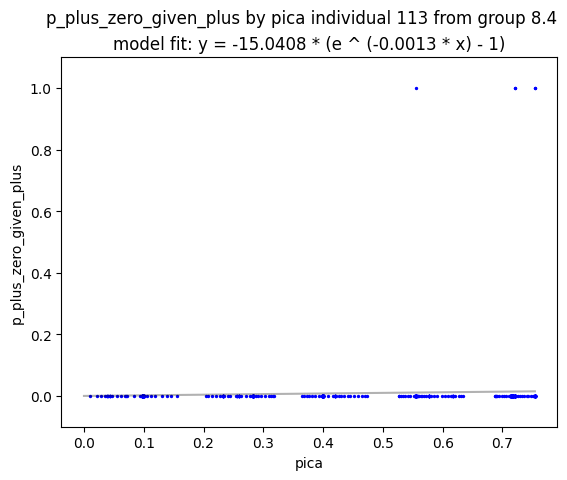 p_plus_zero_given_plus by pica individual 113 from group 8.4
model fit: y = -15.0408 * (e ^ (-0.0013 * x) - 1)
1.0
0.8
0.6
0.4
0.2
0.0
p_plus_zero_given_plus
0.0 0.1 0.2 0.3 0.4 0.5 0.6 0.7
pica